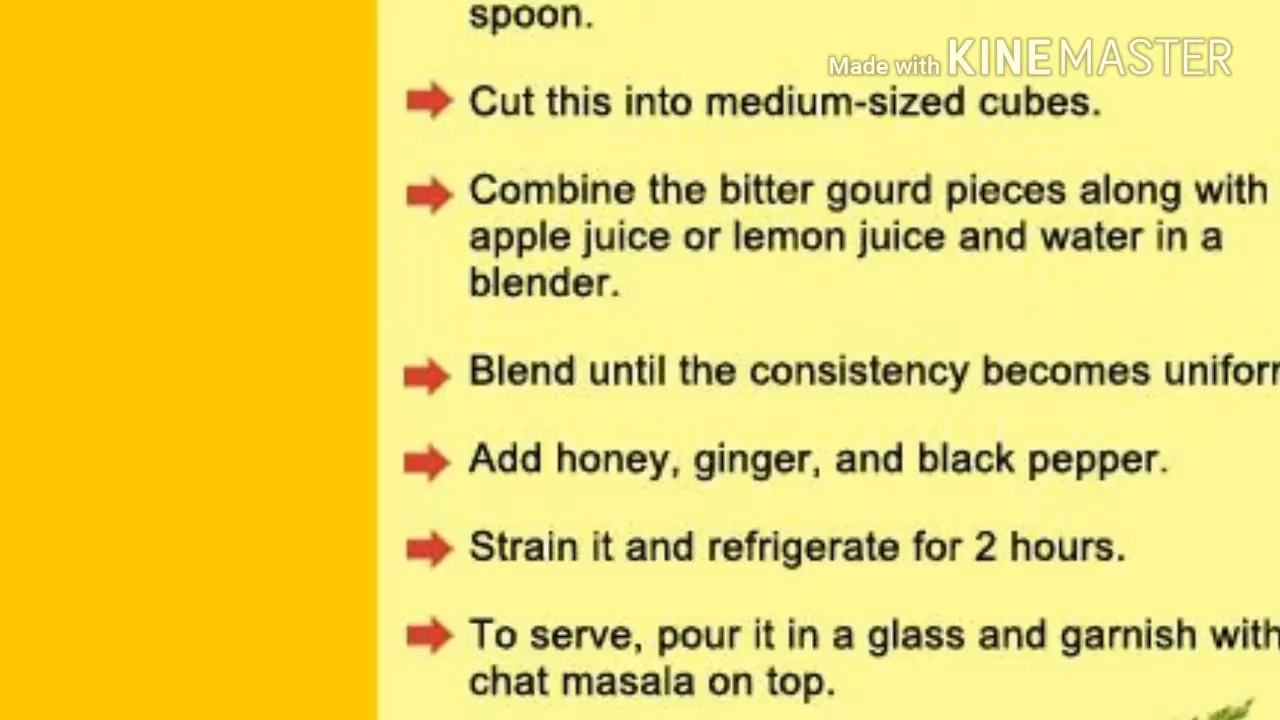 spoon.
Made with KINEMASTER
Cut this into medium-sized cubes.
Combine the bitter gourd pieces along with
apple juice or lemon juice and water in a
blender.
Blend until the consistency becomes
Add honey, ginger, and black pepper.
Strain it and refrigerate for 2 hours.
To serve, pour it in a glass and garnish with
chat masala on top.